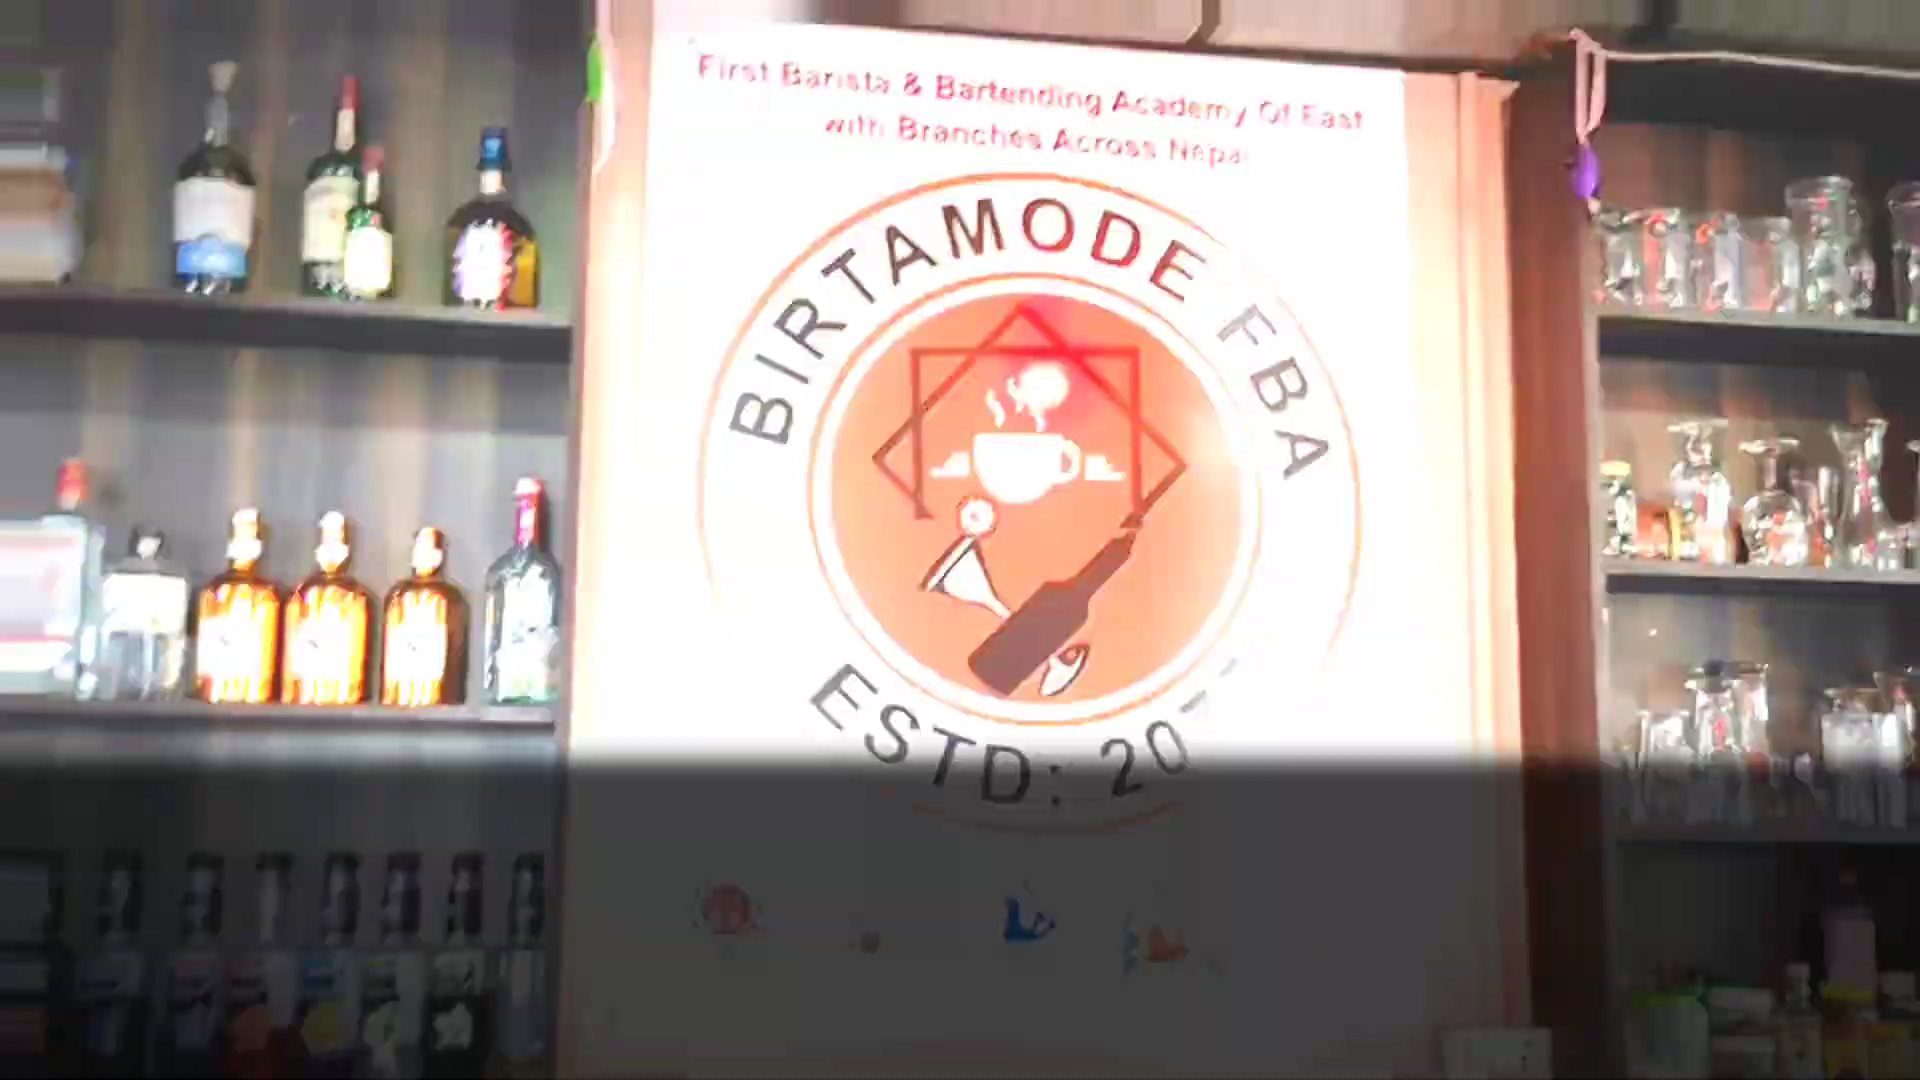 First Barista & Bartending Academy Of East
with Branches Across Nepal
BIRTAMODE FBA
ESTD: 20